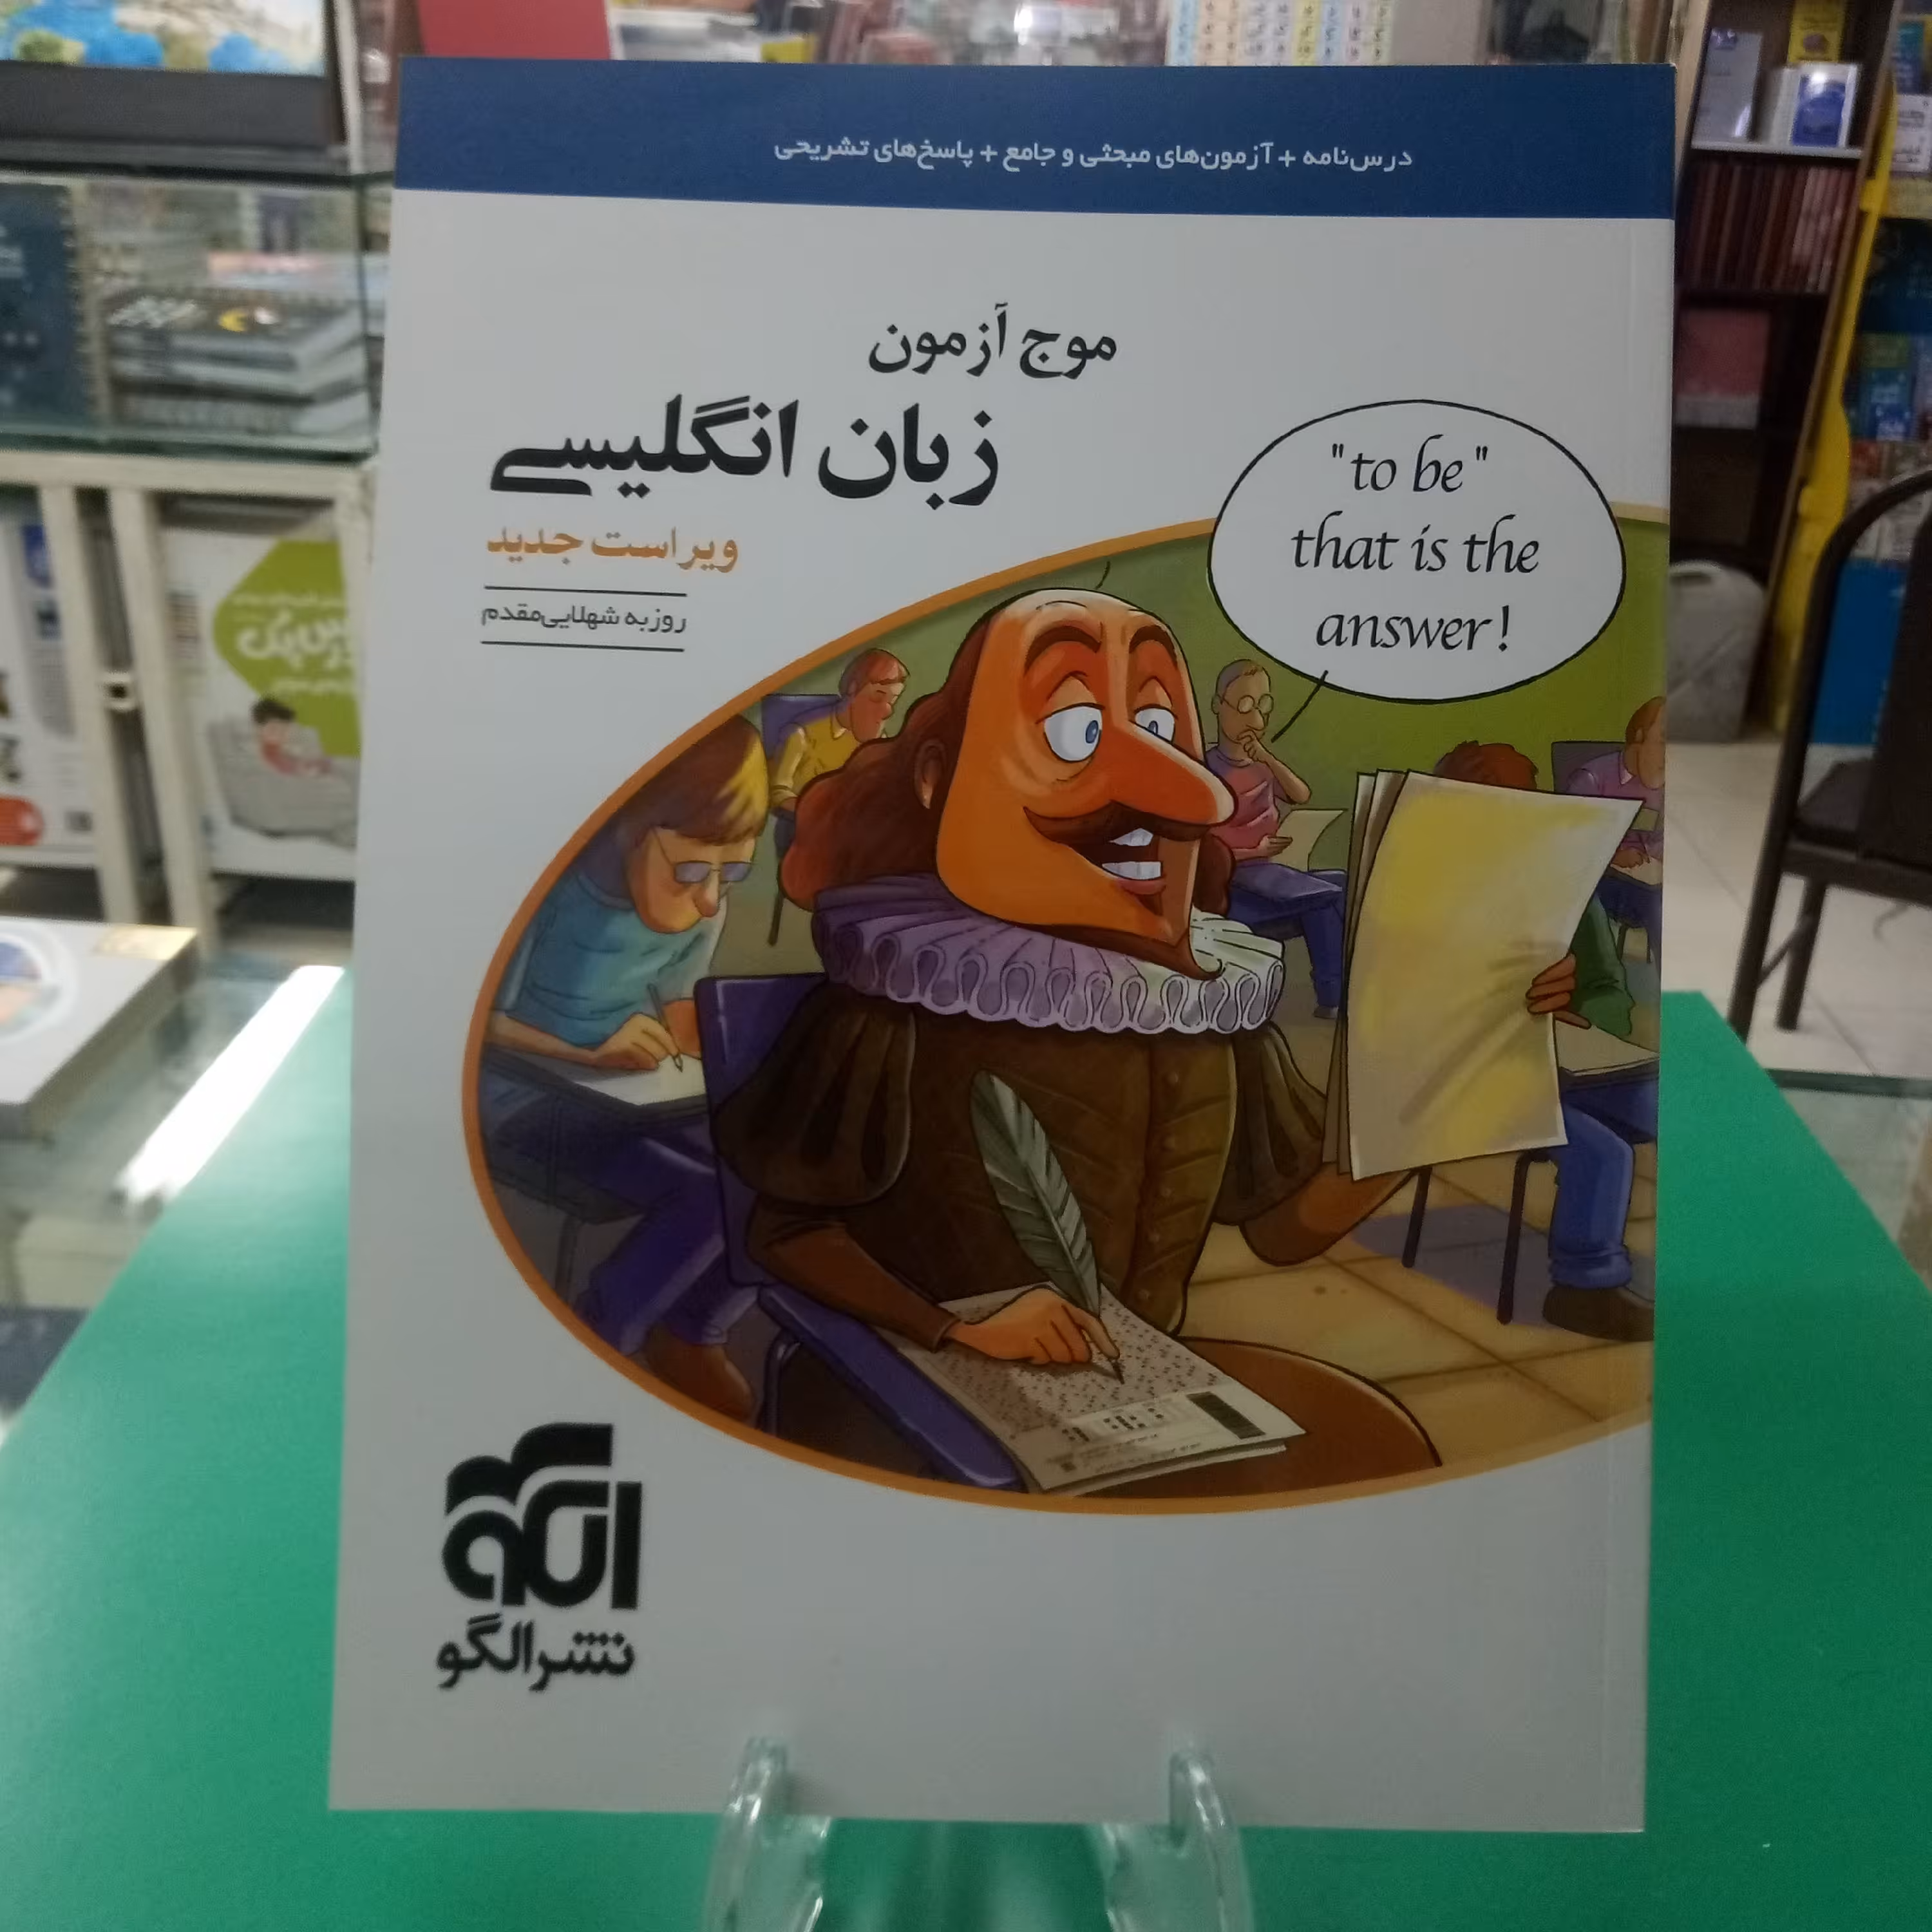 درس‌نامه + آزمون‌های مبحثی و جامع + پاسخ‌های تشریحی
موج آزمون
زبان انگلیسی
ویراست جدید
روزبه شهلایی‌مقدم
"to be"
that is the
answer!
الگو
نشر الگو